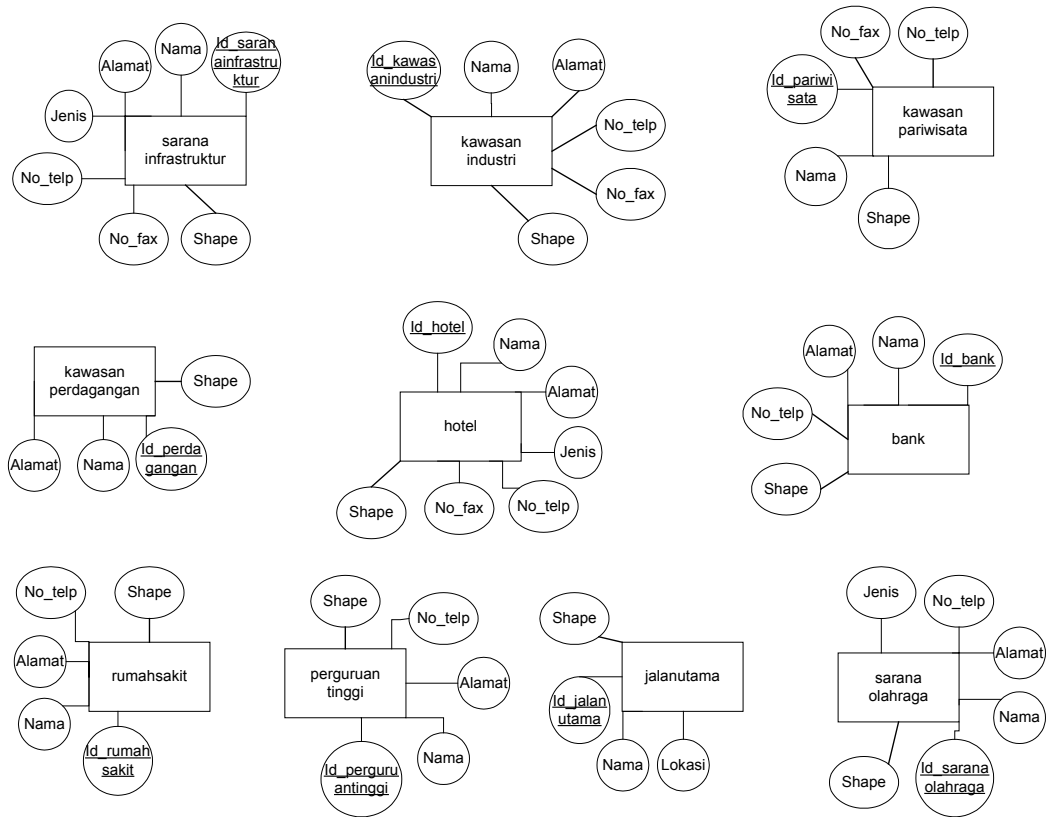 Nama
Id_saran
ainfrastru
ktur
Alamat
Jenis
sarana
infrastruktur
No_telp
No_fax
Shape
Id_kawas
anindustri
Nama
Alamat
kawasan
industri
No_telp
No_fax
Shape
No_fax
No_telp
Id_pariwi
sata
kawasan
pariwisata
Nama
Shape
kawasan
perdagangan
Shape
Alamat
Nama
Id_perda
gangan
Id_hotel
Nama
Alamat
hotel
Jenis
Shape
No_fax
No_telp
Alamat
Nama
Id_bank
No_telp
bank
Shape
No_telp
Shape
Alamat
rumahsakit
Nama
Id_rumah
sakit
Shape
No_telp
perguruan
tinggi
Alamat
Nama
Id_perguru
antinggi
Shape
jalanutama
Id_jalan
utama
Nama
Lokasi
Jenis
No_telp
Alamat
sarana
olahraga
Nama
Shape
Id_sarana
olahraga